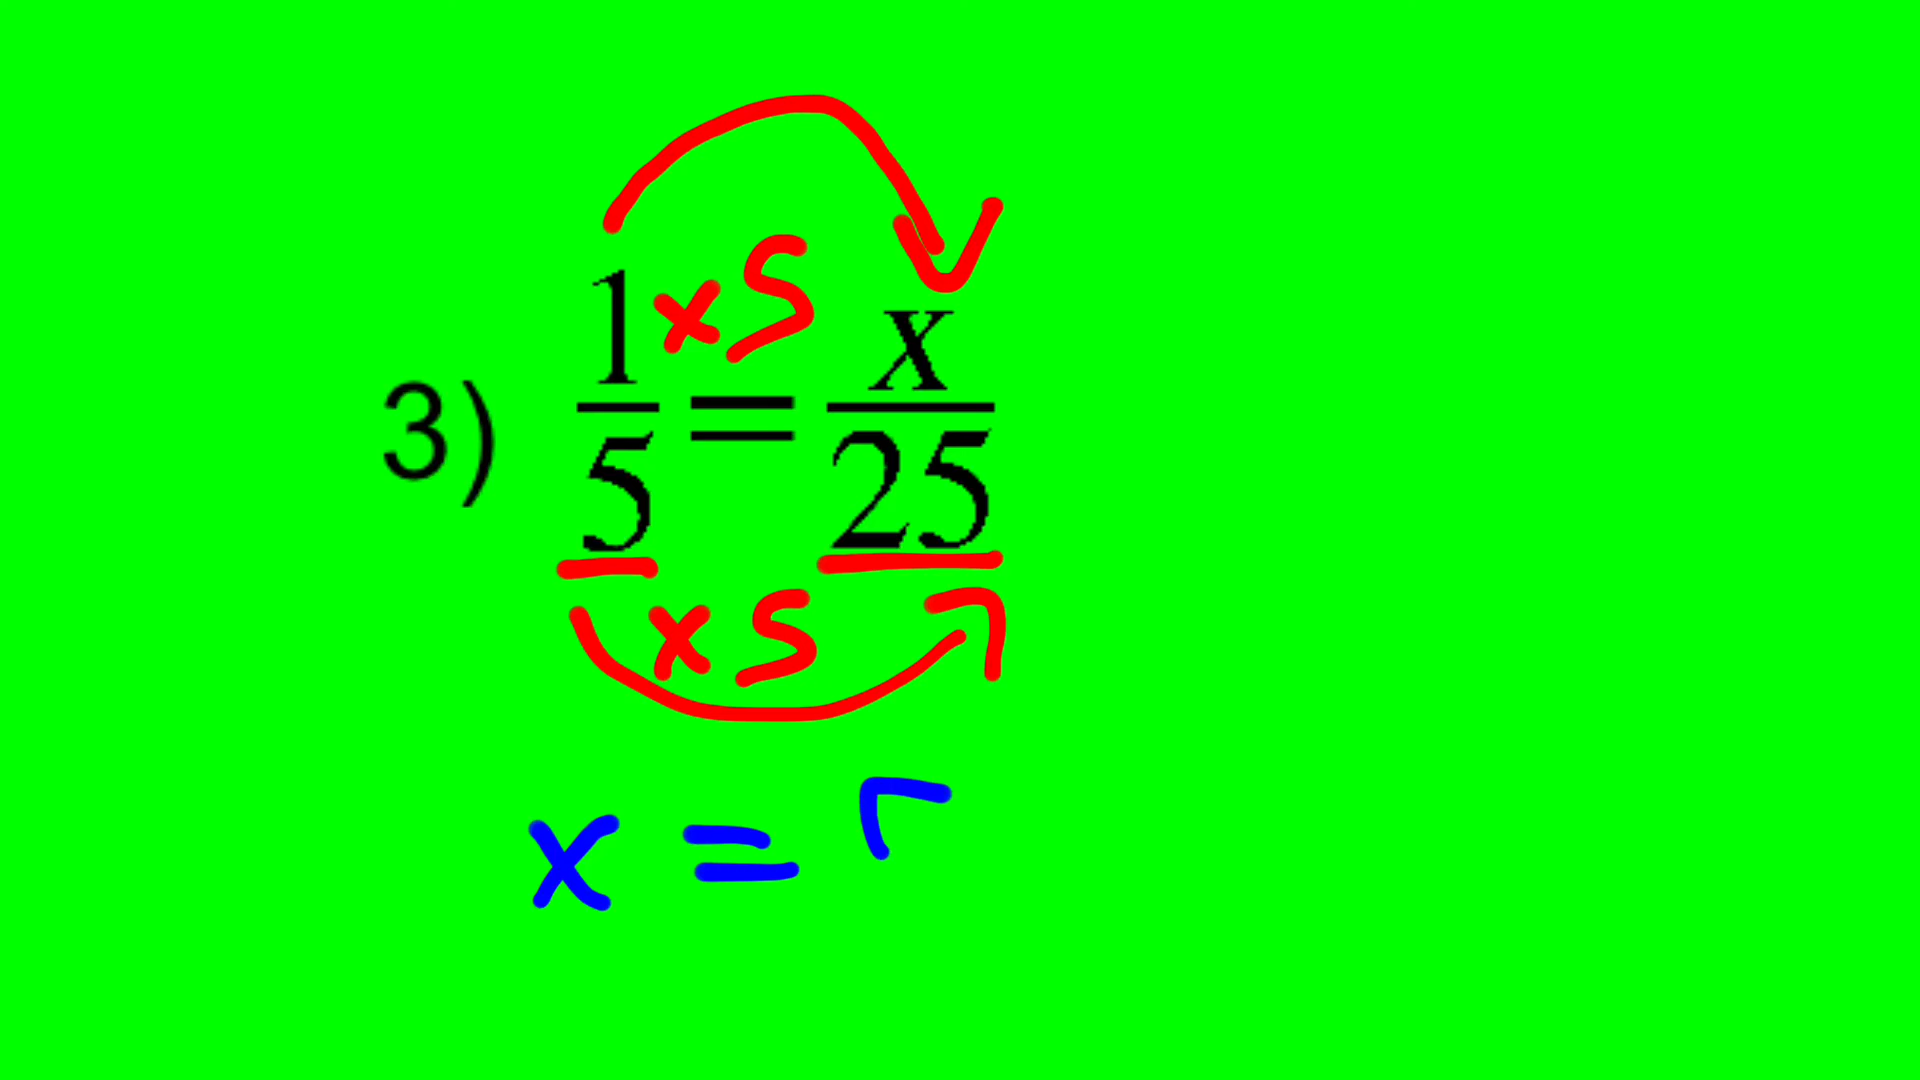 3) 1/5 = x/25
×5
×5
x =